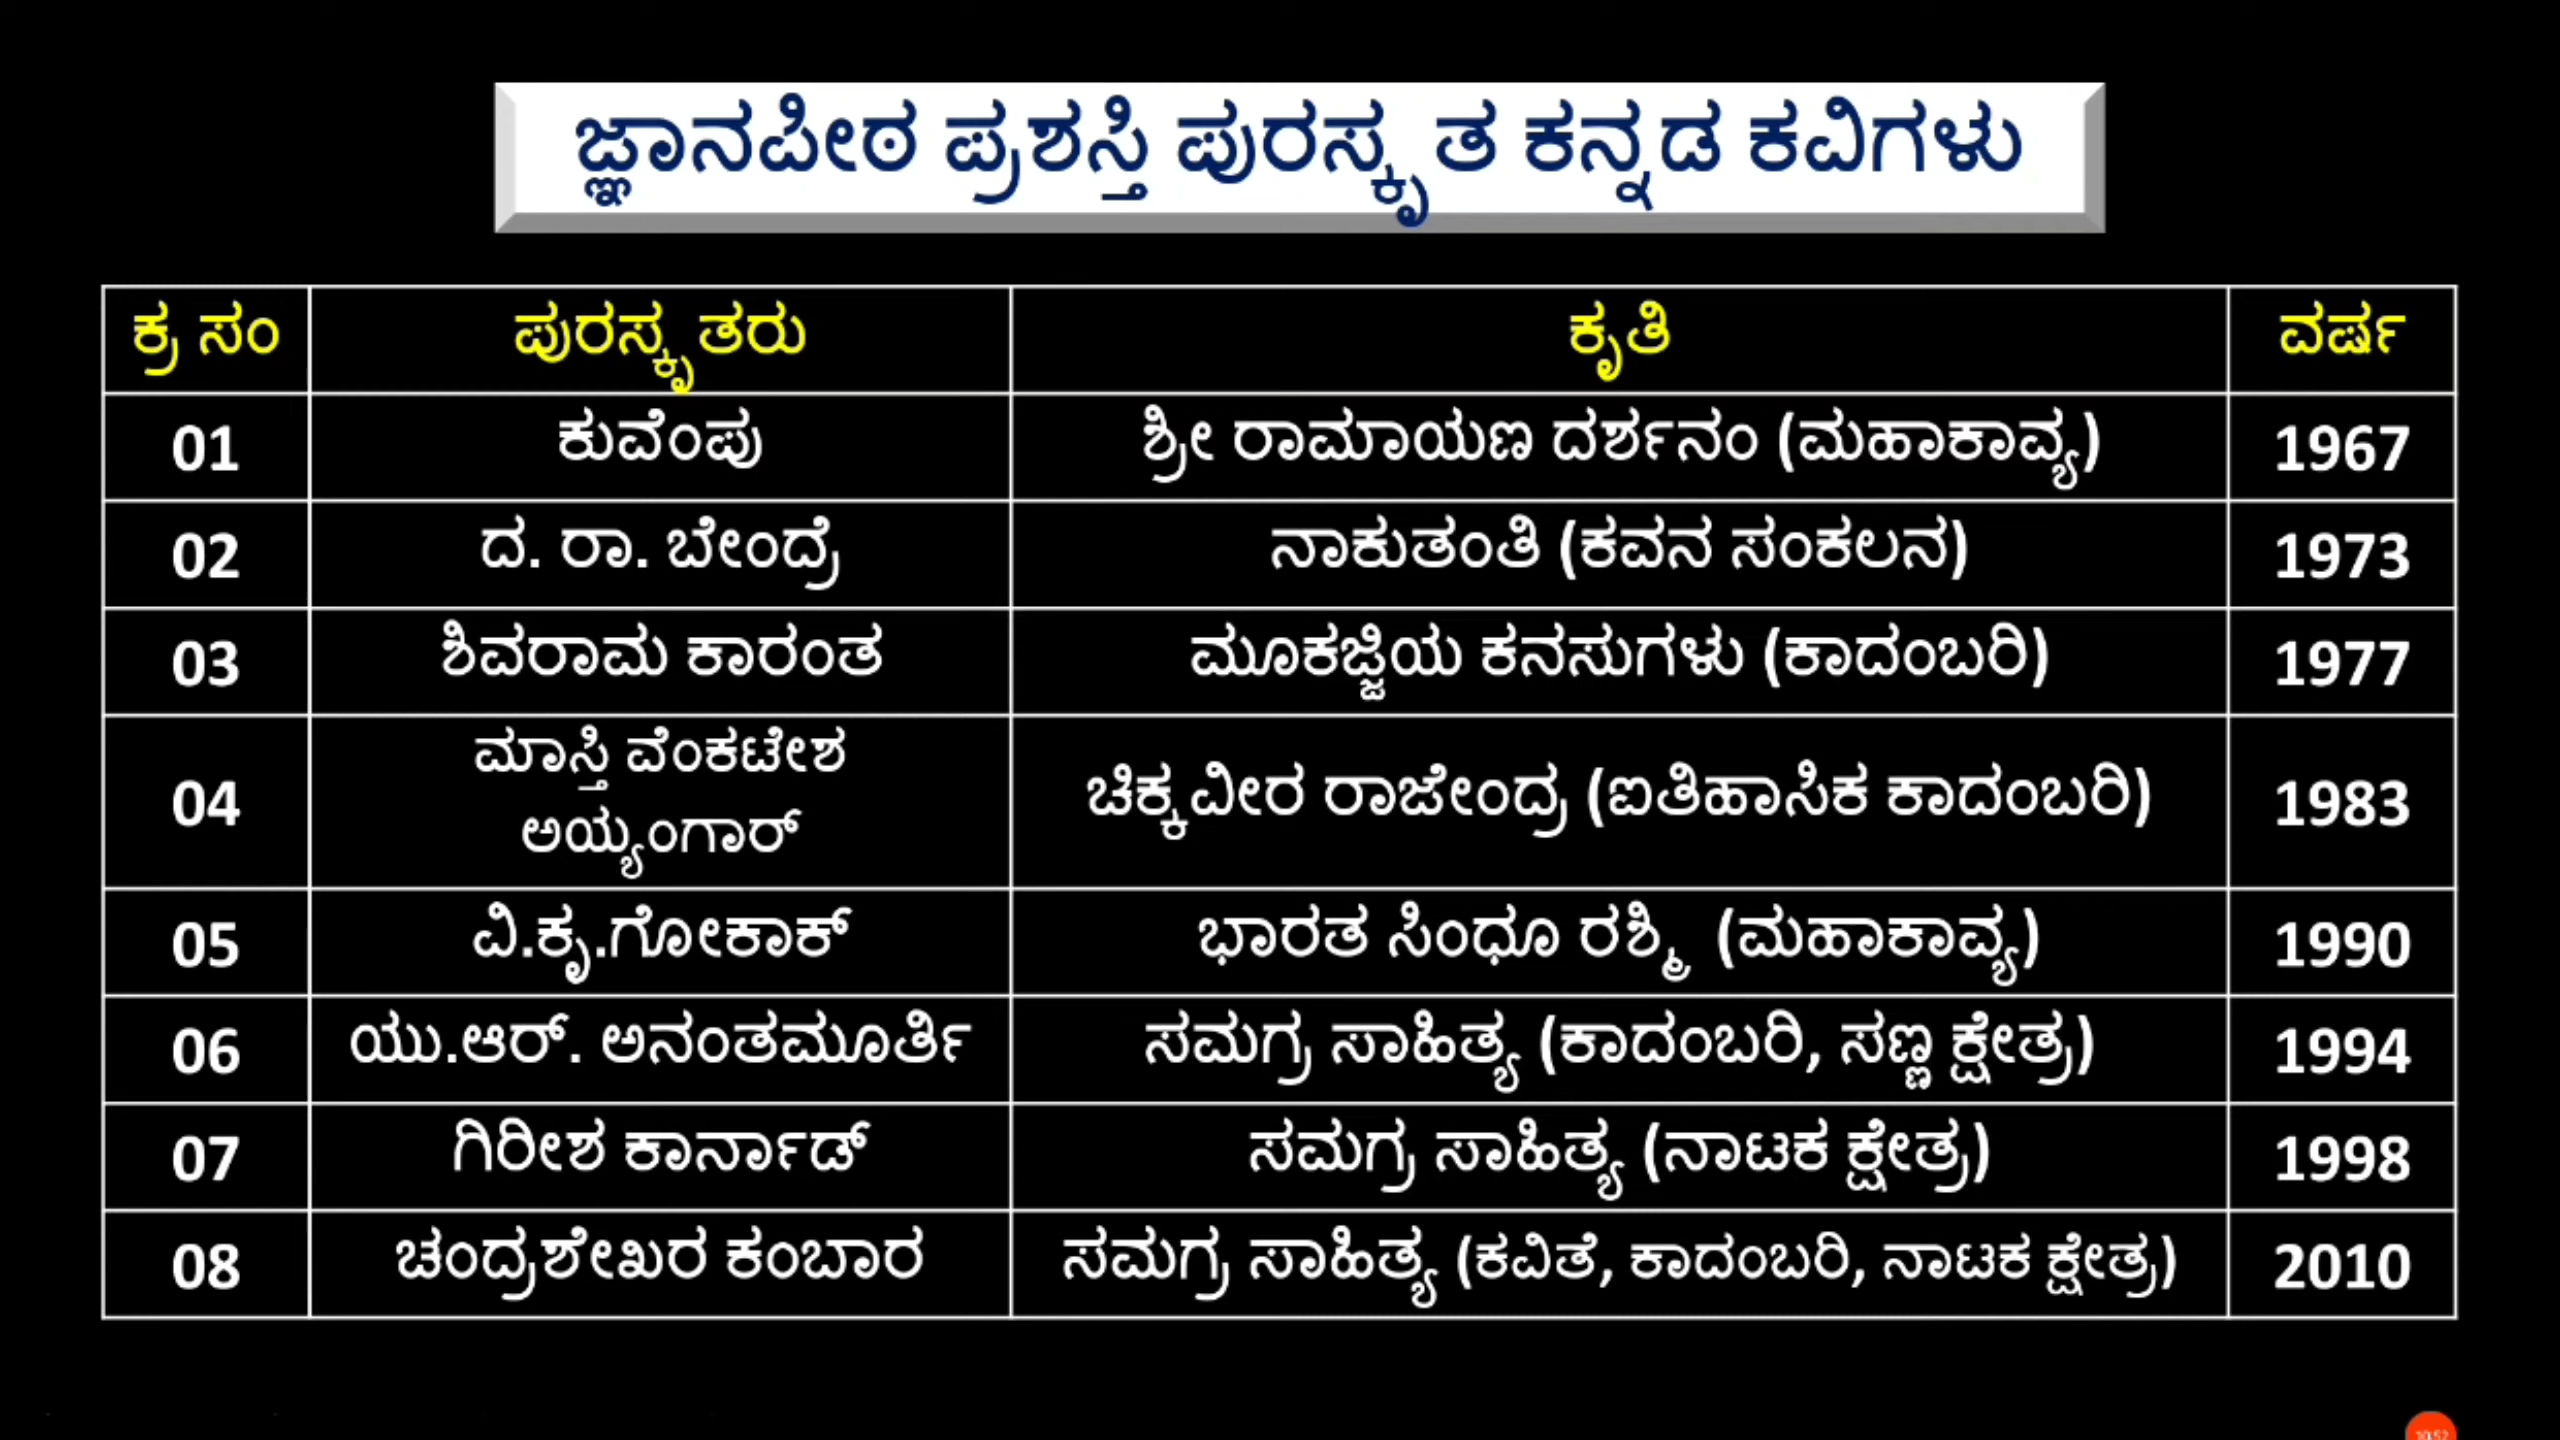 ಜ್ಞಾನಪೀಠ ಪ್ರಶಸ್ತಿ ಪುರಸ್ಕೃತ ಕನ್ನಡ ಕವಿಗಳು
ಕ್ರ ಸಂ ಪುರಸ್ಕೃತರು ಕೃತಿ ವರ್ಷ
01 ಕುವೆಂಪು ಶ್ರೀ ರಾಮಾಯಣ ದರ್ಶನಂ (ಮಹಾಕಾವ್ಯ) 1967
02 ದ. ರಾ. ಬೇಂದ್ರೆ ನಾಕುತಂತಿ (ಕವನ ಸಂಕಲನ) 1973
03 ಶಿವರಾಮ ಕಾರಂತ ಮೂಕಜ್ಜಿಯ ಕನಸುಗಳು (ಕಾದಂಬರಿ) 1977
04 ಮಾಸ್ತಿ ವೆಂಕಟೇಶ
ಅಯ್ಯಂಗಾರ್ ಚಿಕ್ಕವೀರ ರಾಜೇಂದ್ರ (ಐತಿಹಾಸಿಕ ಕಾದಂಬರಿ) 1983
05 ವಿ.ಕೃ.ಗೋಕಾಕ್ ಭಾರತ ಸಿಂಧೂ ರಶ್ಮಿ (ಮಹಾಕಾವ್ಯ) 1990
06 ಯು.ಆರ್. ಅನಂತಮೂರ್ತಿ ಸಮಗ್ರ ಸಾಹಿತ್ಯ (ಕಾದಂಬರಿ, ಸಣ್ಣ ಕ್ಷೇತ್ರ) 1994
07 ಗಿರೀಶ ಕಾರ್ನಾಡ್ ಸಮಗ್ರ ಸಾಹಿತ್ಯ (ನಾಟಕ ಕ್ಷೇತ್ರ) 1998
08 ಚಂದ್ರಶೇಖರ ಕಂಬಾರ ಸಮಗ್ರ ಸಾಹಿತ್ಯ (ಕವಿತೆ, ಕಾದಂಬರಿ, ನಾಟಕ ಕ್ಷೇತ್ರ) 2010